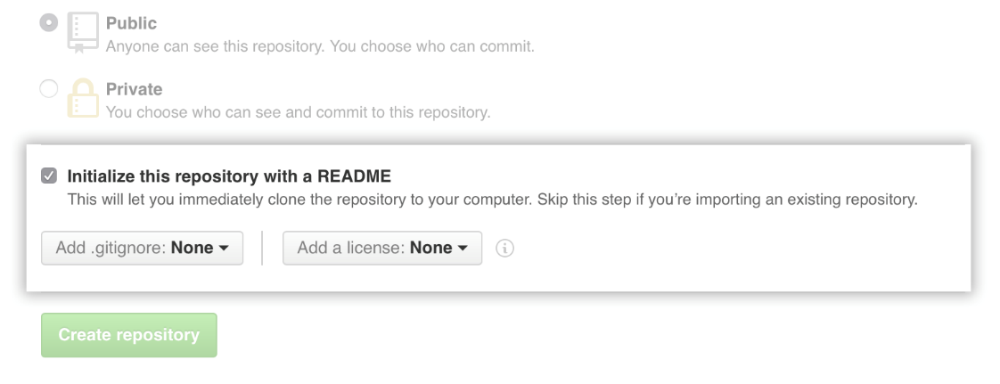 Public
Anyone can see this repository. You choose who can commit.
Private
You choose who can see and commit to this repository.
Initialize this repository with a README
This will let you immediately clone the repository to your computer. Skip this step if you’re importing an existing repository.
Add .gitignore: None
Add a license: None
Create repository